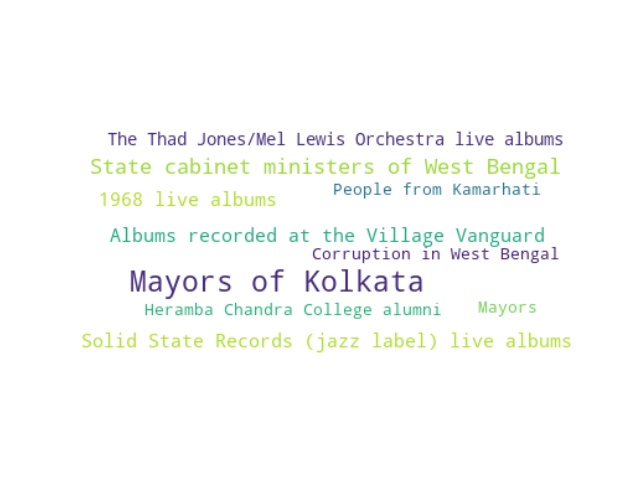 The Thad Jones/Mel Lewis Orchestra live albums
State cabinet ministers of West Bengal
People from Kamarhati
1968 live albums
Albums recorded at the Village Vanguard
Corruption in West Bengal
Mayors of Kolkata
Heramba Chandra College alumni
Mayors
Solid State Records (jazz label) live albums